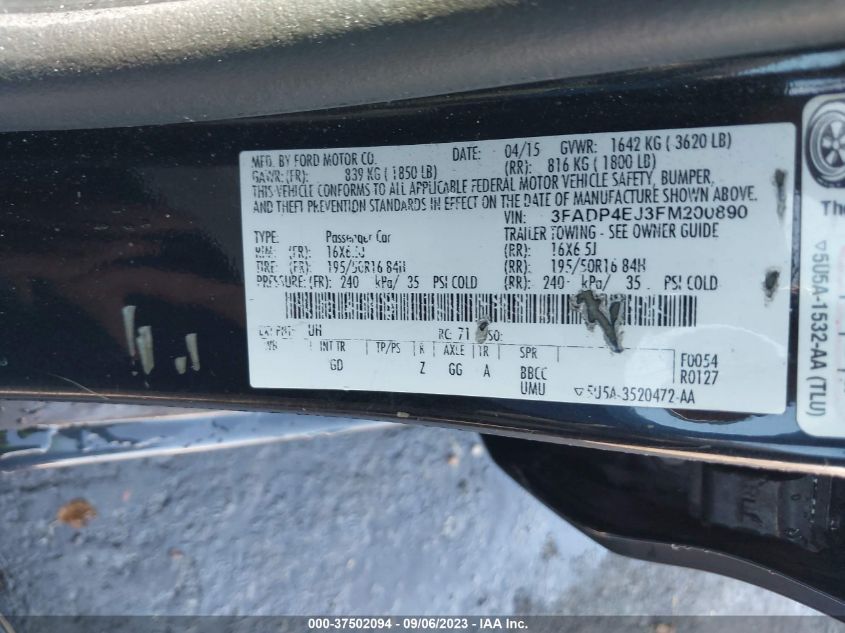 MFD. BY FORD MOTOR CO. DATE: 04/15 GVWR: 1642 KG ( 3620 LB)
GAWR:(FR): 839 KG ( 1850 LB) (RR): 816 KG ( 1800 LB)
THIS VEHICLE CONFORMS TO ALL APPLICABLE FEDERAL MOTOR VEHICLE SAFETY, BUMPER,
AND THEFT PREVENTION STANDARDS IN EFFECT ON THE DATE OF MANUFACTURE SHOWN ABOVE.
VIN: 3FADP4EJ3FM200890
TYPE: Passenger Car TRAILER TOWING - SEE OWNER GUIDE
RIM: (FR): 16X6.5J (RR): 16X6.5J
TIRE: (FR): 195/50R16 84H (RR): 195/50R16 84H
PRESSURE:(FR): 240 kPa/ 35 PSI COLD (RR): 240 kPa/ 35 PSI COLD
EXT PNT: UH RC: 71 DSO:
WB INT TR TP/PS R AXLE TR SPR
GD Z GG A BBCC
UMU
F0054
R0127
▽5U5A-3520472-AA
The
▽5U5A-1532-AA (TLU)
000-37502094 - 09/06/2023 - IAA Inc.